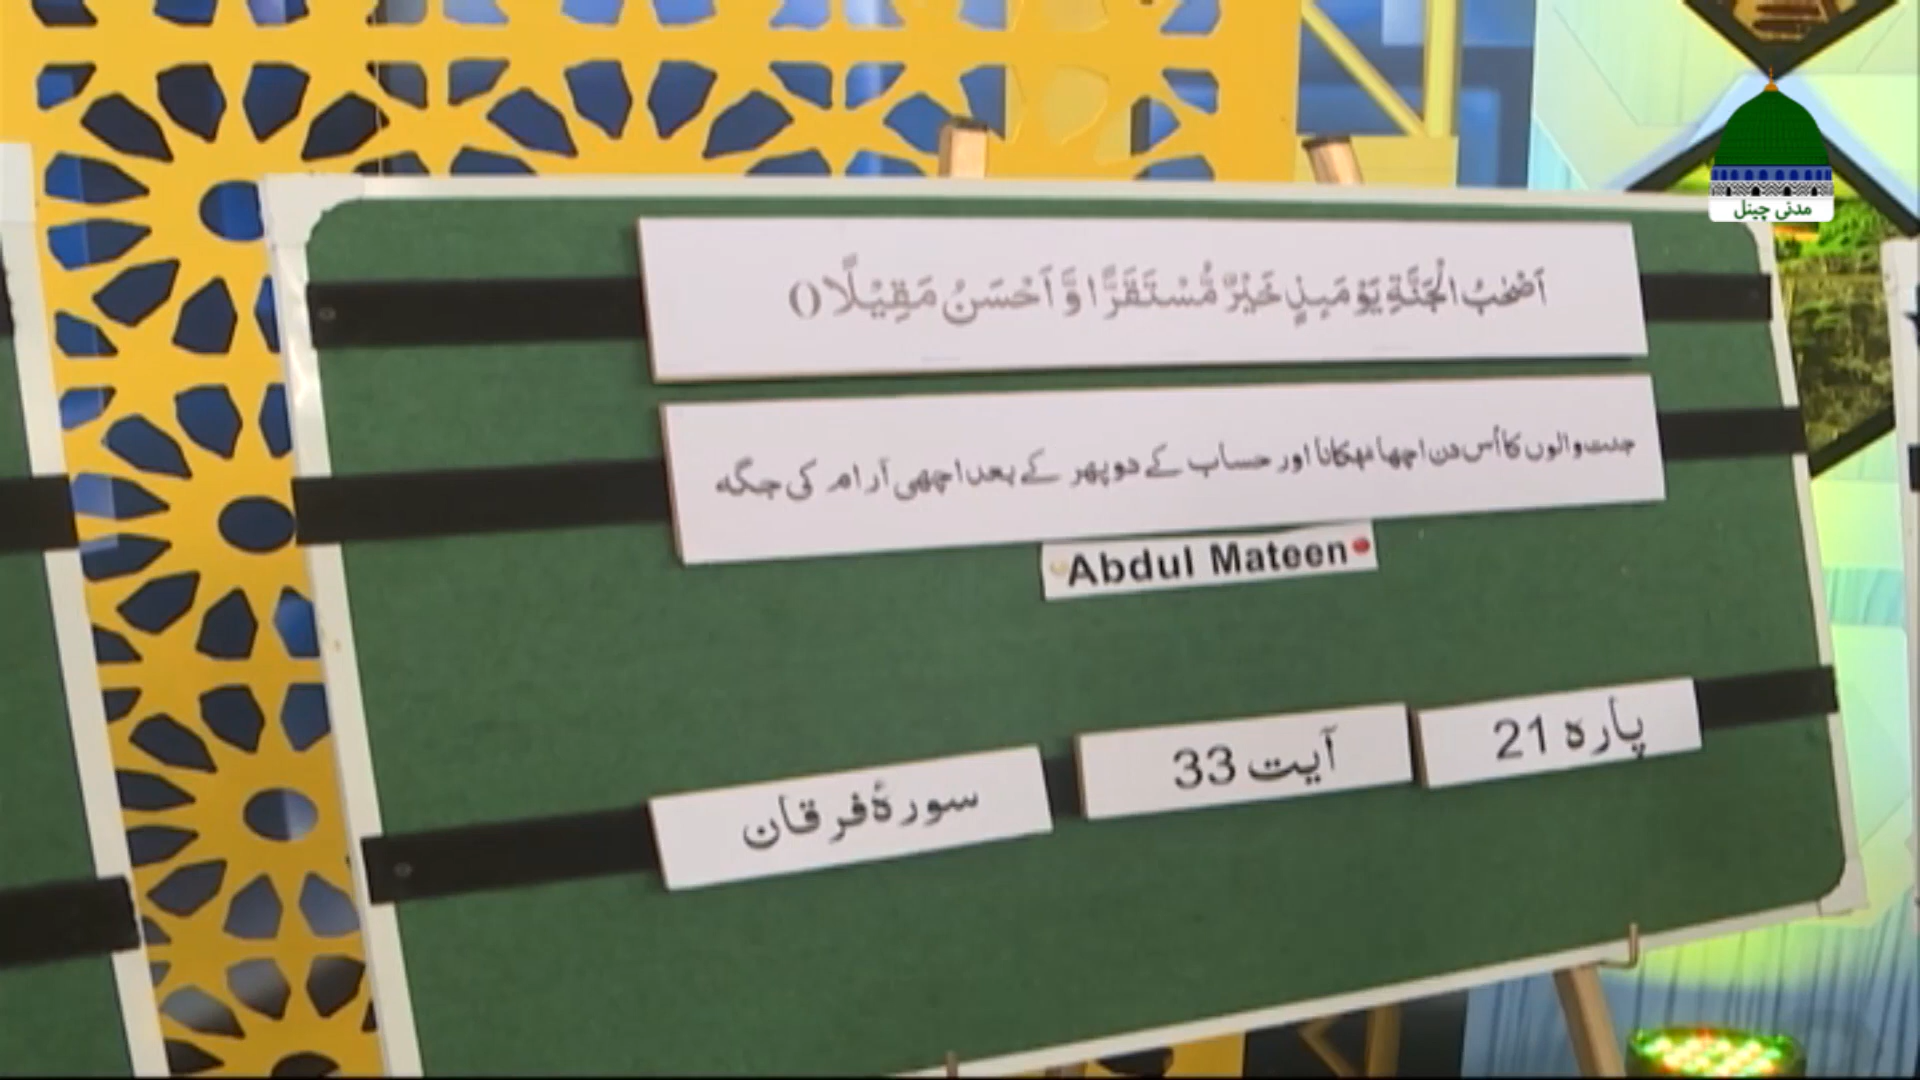 مدنی چینل
اَصْحٰبُ الْجَنَّةِ یَوْمَىٕذٍ خَیْرٌ مُّسْتَقَرًّا وَّ اَحْسَنُ مَقِیْلًا()
جنت والوں کا اُس دن اچھا ٹھکانا اور حساب کے دوپہر کے بعد اچھی آرام کی جگہ
Abdul Mateen
پارہ 21
آیت 33
سورۂ فرقان